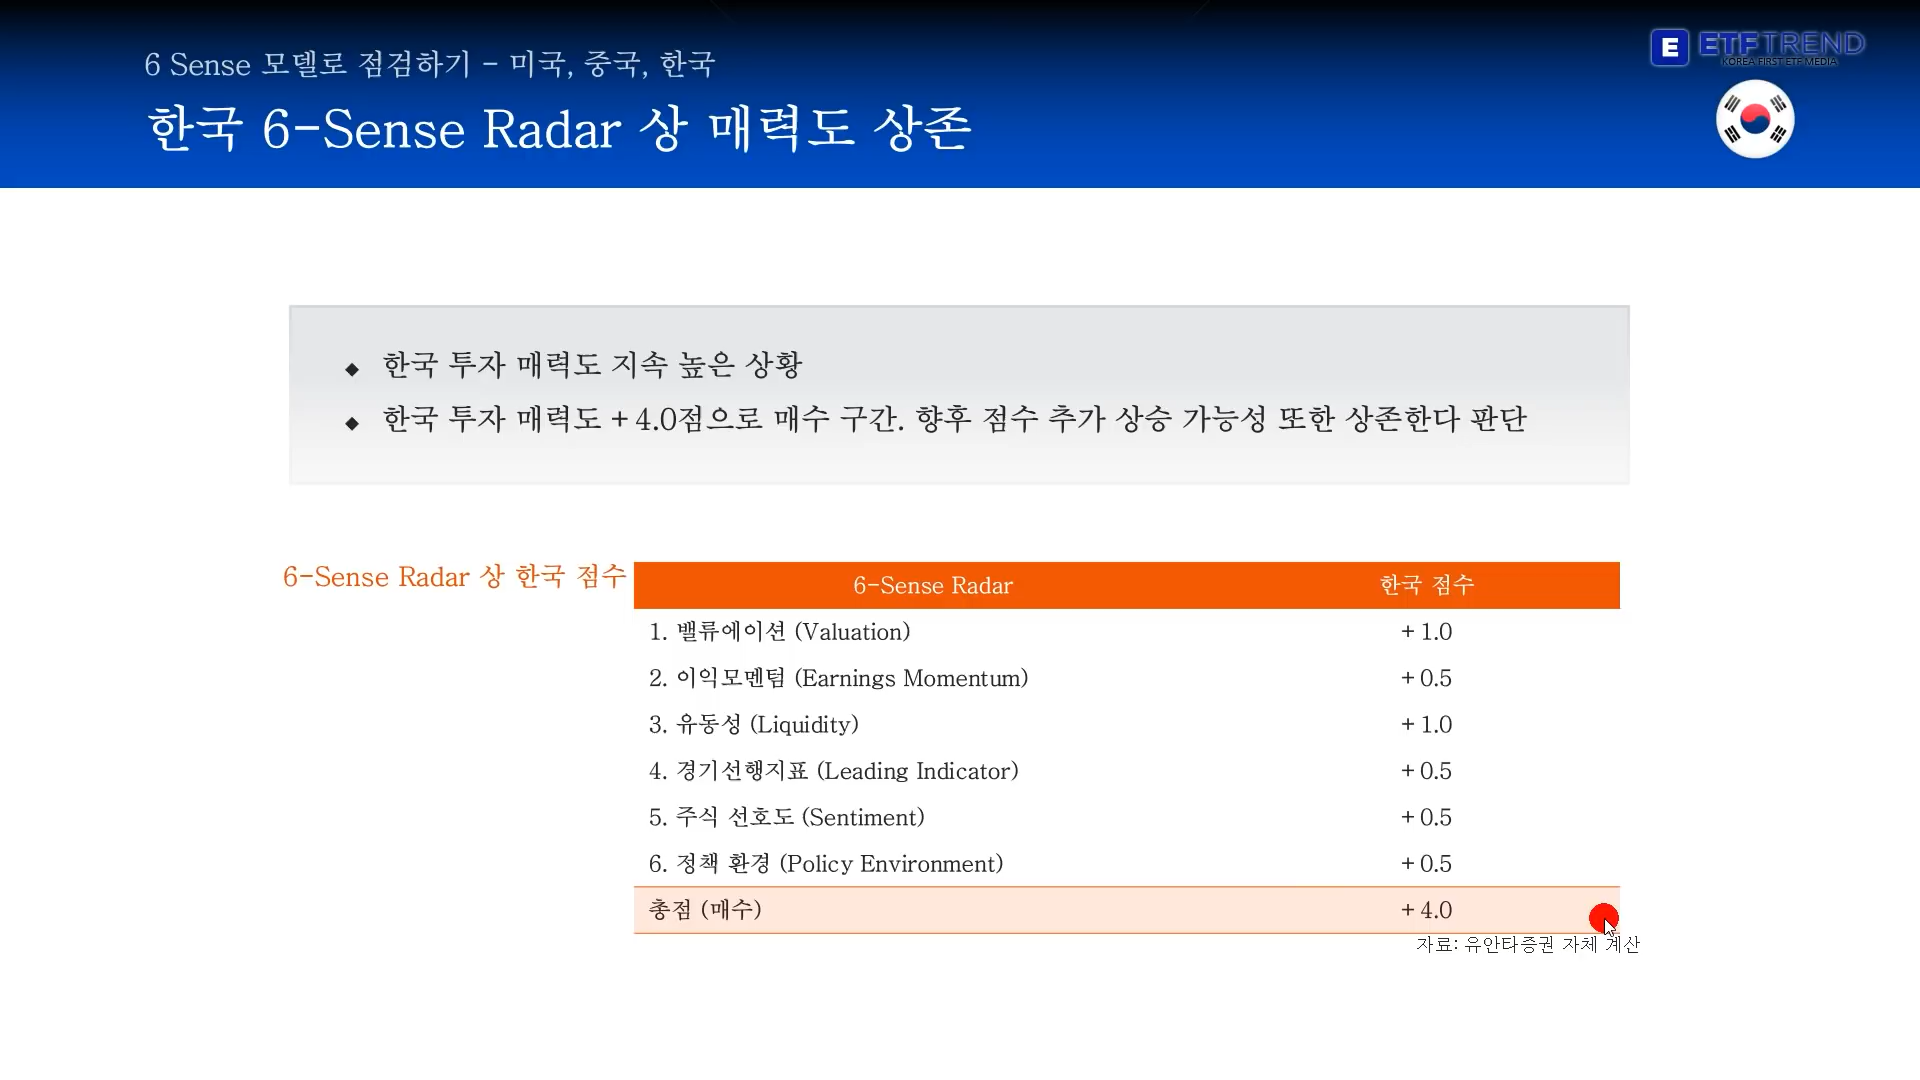 6 Sense 모델로 점검하기 - 미국, 중국, 한국
한국 6-Sense Radar 상 매력도 상존
E ETFTREND
KOREA FIRST ETF MEDIA
◆ 한국 투자 매력도 지속 높은 상황
◆ 한국 투자 매력도 +4.0점으로 매수 구간. 향후 점수 추가 상승 가능성 또한 상존한다 판단
6-Sense Radar 상 한국 점수
6-Sense Radar 한국 점수
1. 밸류에이션 (Valuation) +1.0
2. 이익모멘텀 (Earnings Momentum) +0.5
3. 유동성 (Liquidity) +1.0
4. 경기선행지표 (Leading Indicator) +0.5
5. 주식 선호도 (Sentiment) +0.5
6. 정책 환경 (Policy Environment) +0.5
총점 (매수) +4.0
자료: 유안타증권 자체 계산